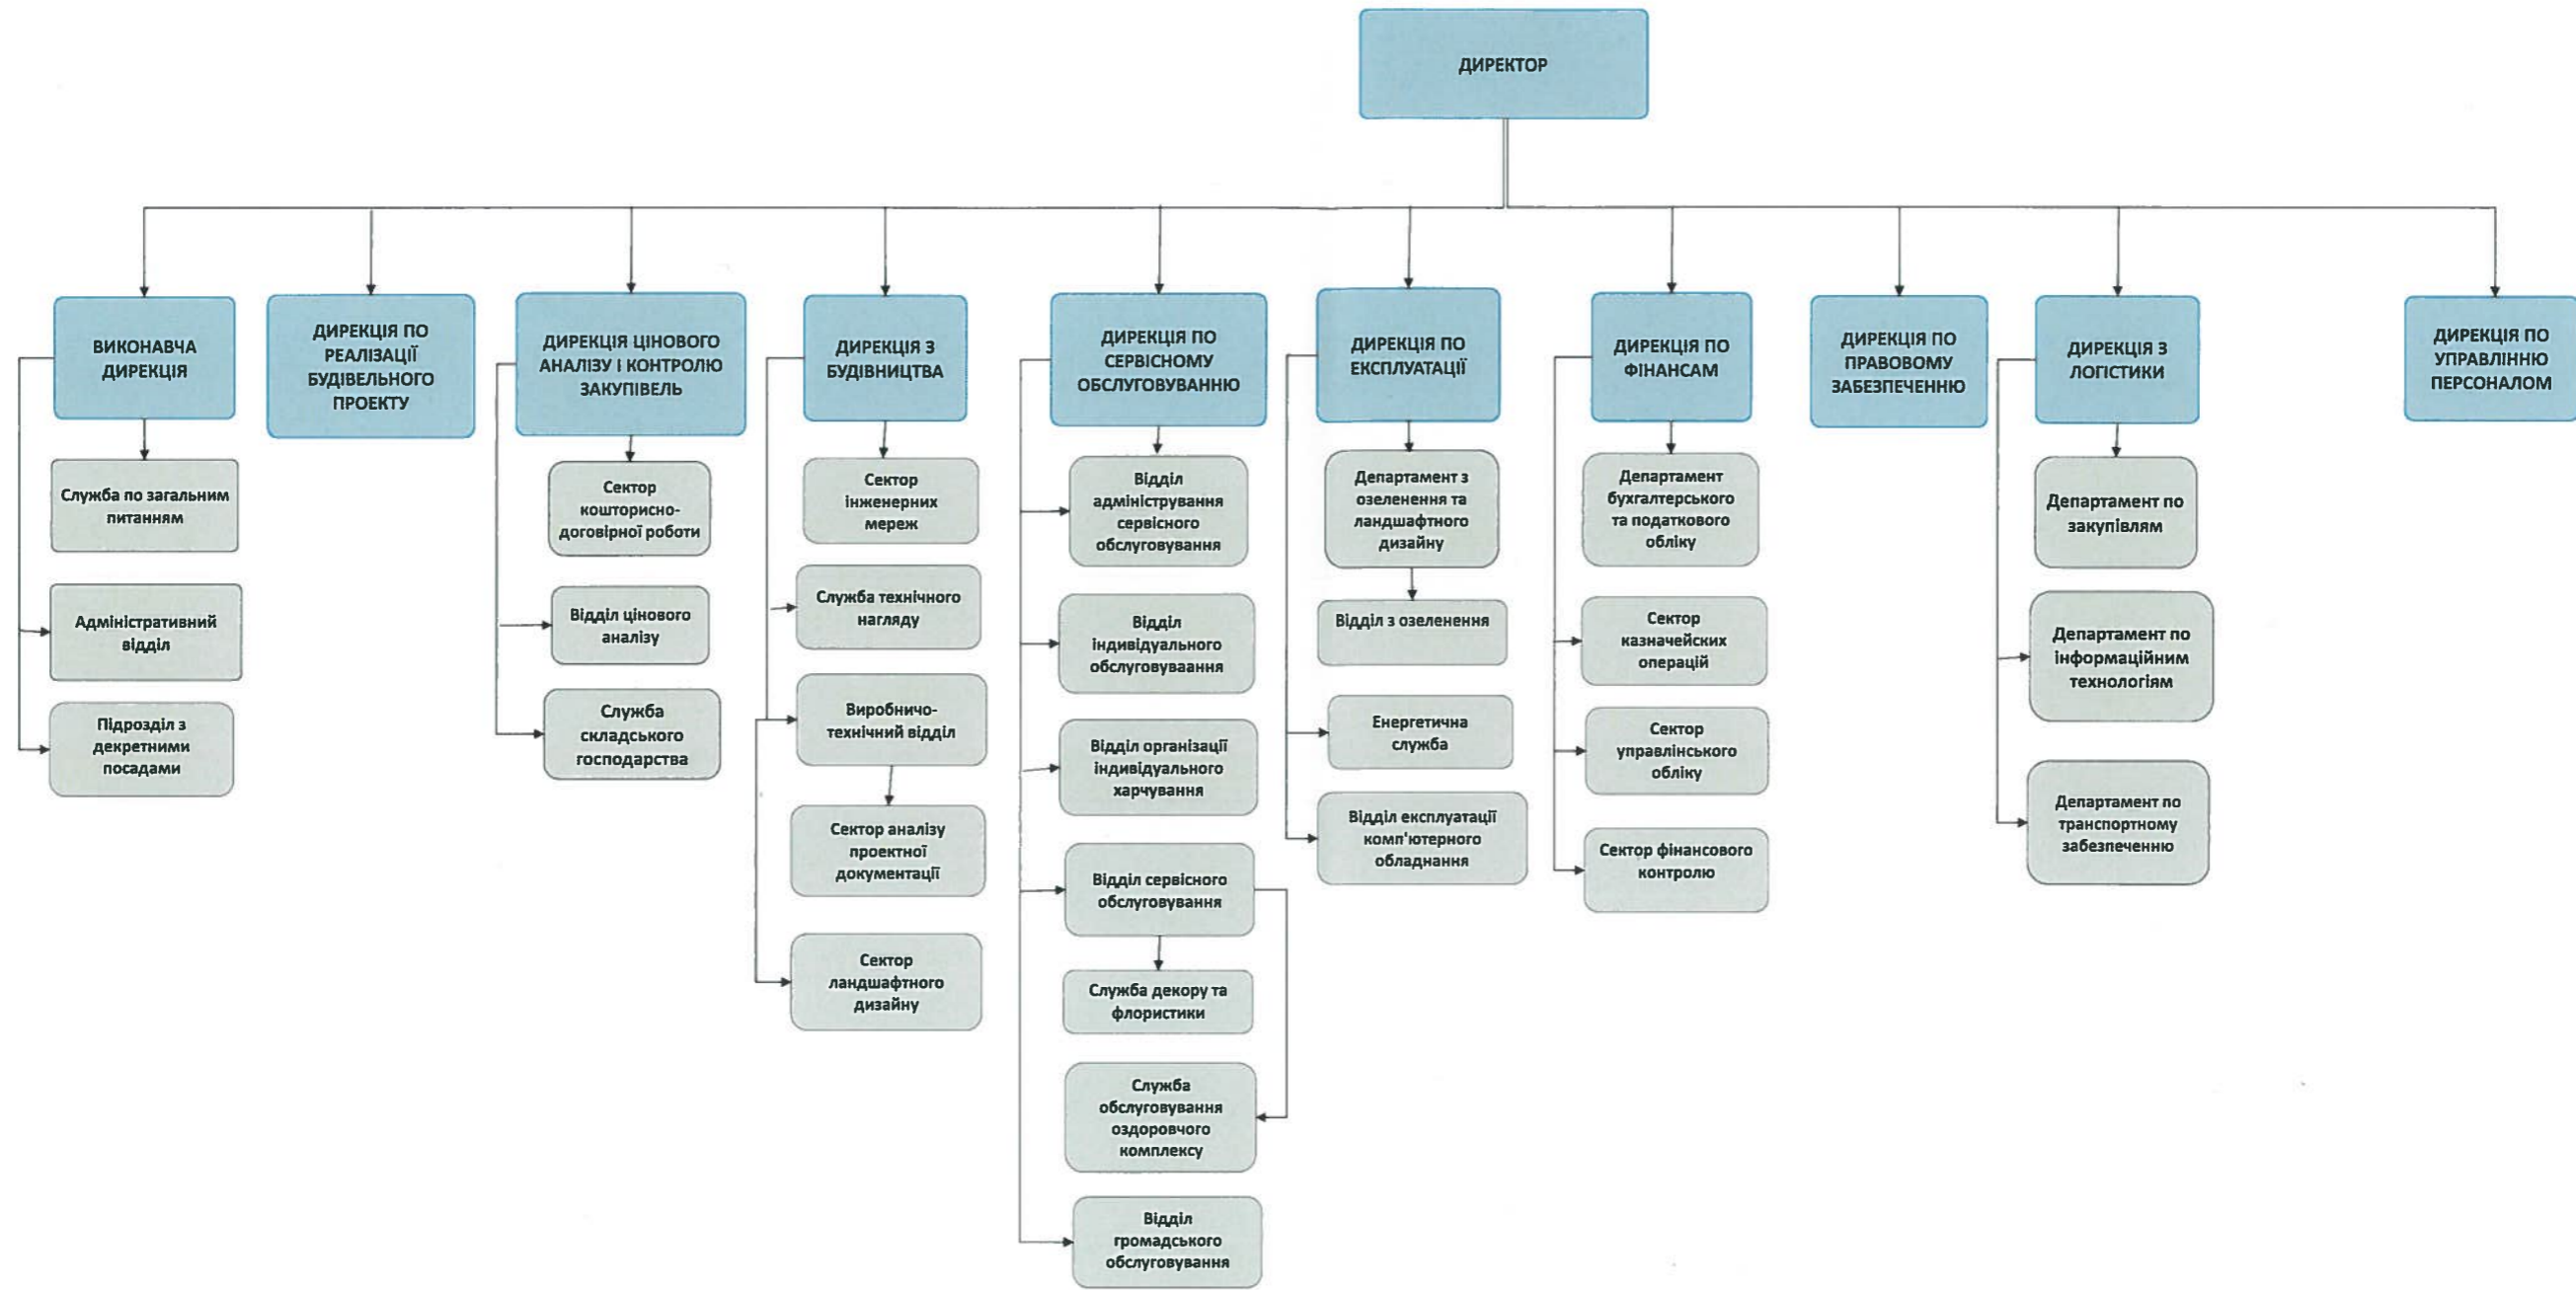 ДИРЕКТОР
ВИКОНАВЧА
ДИРЕКЦІЯ
ДИРЕКЦІЯ ПО
РЕАЛІЗАЦІЇ
БУДІВЕЛЬНОГО
ПРОЕКТУ
ДИРЕКЦІЯ ЦІНОВОГО
АНАЛІЗУ І КОНТРОЛЮ
ЗАКУПІВЕЛЬ
ДИРЕКЦІЯ З
БУДІВНИЦТВА
ДИРЕКЦІЯ ПО
СЕРВІСНОМУ
ОБСЛУГОВУВАННЮ
ДИРЕКЦІЯ ПО
ЕКСПЛУАТАЦІЇ
ДИРЕКЦІЯ ПО
ФІНАНСАМ
ДИРЕКЦІЯ ПО
ПРАВОВОМУ
ЗАБЕЗПЕЧЕННЮ
ДИРЕКЦІЯ З
ЛОГІСТИКИ
ДИРЕКЦІЯ ПО
УПРАВЛІННЮ
ПЕРСОНАЛОМ
Служба по загальним
питанням
Адміністративний
відділ
Підрозділ з
декретними
посадами
Сектор
кошторисно-
договірної роботи
Відділ цінового
аналізу
Служба
складського
господарства
Сектор
інженерних
мереж
Служба технічного
нагляду
Виробничо-
технічний відділ
Сектор аналізу
проектної
документації
Сектор
ландшафтного
дизайну
Відділ
адміністрування
сервісного
обслуговування
Відділ
індивідуального
обслуговуваання
Відділ організації
індивідуального
харчування
Відділ сервісного
обслуговування
Служба декору та
флористики
Служба
обслуговування
оздоровчого
комплексу
Відділ
громадського
обслуговування
Департамент з
озеленення та
ландшафтного
дизайну
Відділ з озеленення
Енергетична
служба
Відділ експлуатації
комп'ютерного
обладнання
Департамент
бухгалтерського
та податкового
обліку
Сектор
казначейских
операцій
Сектор
управлінського
обліку
Сектор фінансового
контролю
Департамент по
закупівлям
Департамент по
інформаційним
технологіям
Департамент по
транспортному
забезпеченню